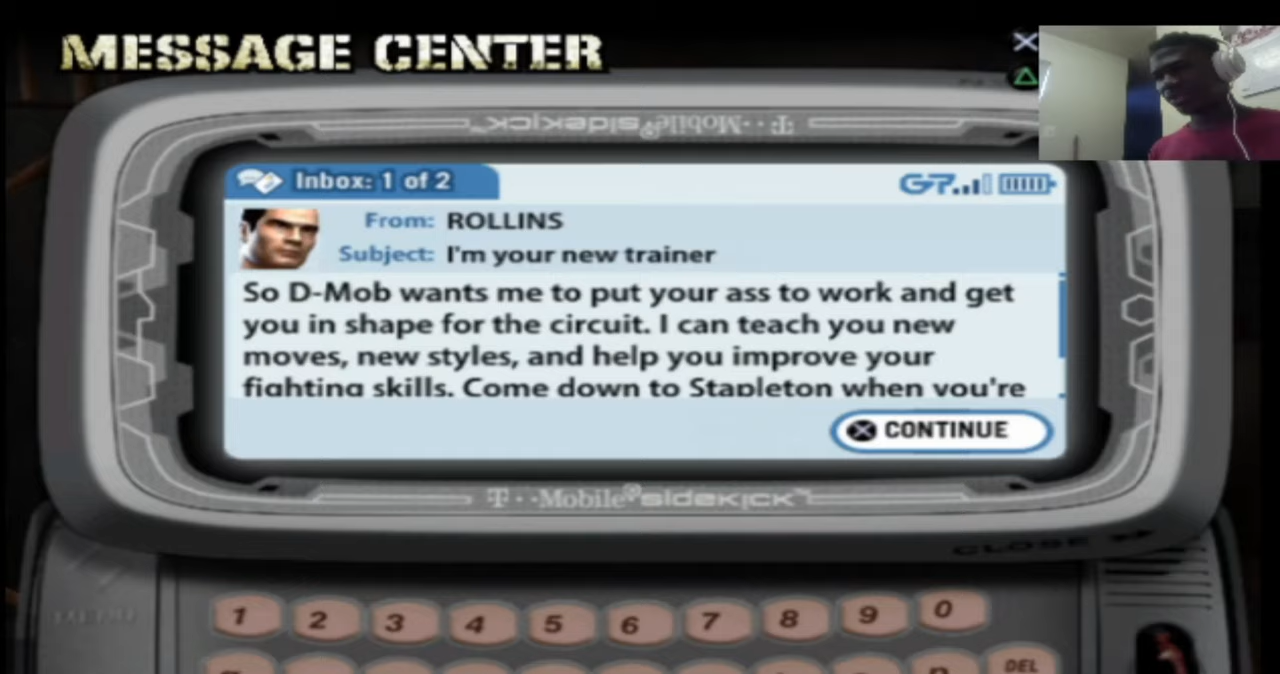 MESSAGE CENTER
T··Mobile® sidekick™
Inbox: 1 of 2
G
From: ROLLINS
Subject: I'm your new trainer
So D-Mob wants me to put your ass to work and get
you in shape for the circuit. I can teach you new
moves, new styles, and help you improve your
fighting skills. Come down to Stapleton when you're
CONTINUE
T··Mobile® sidekick™
CLOSE
1 2 3 4 5 6 7 8 9 0
DEL